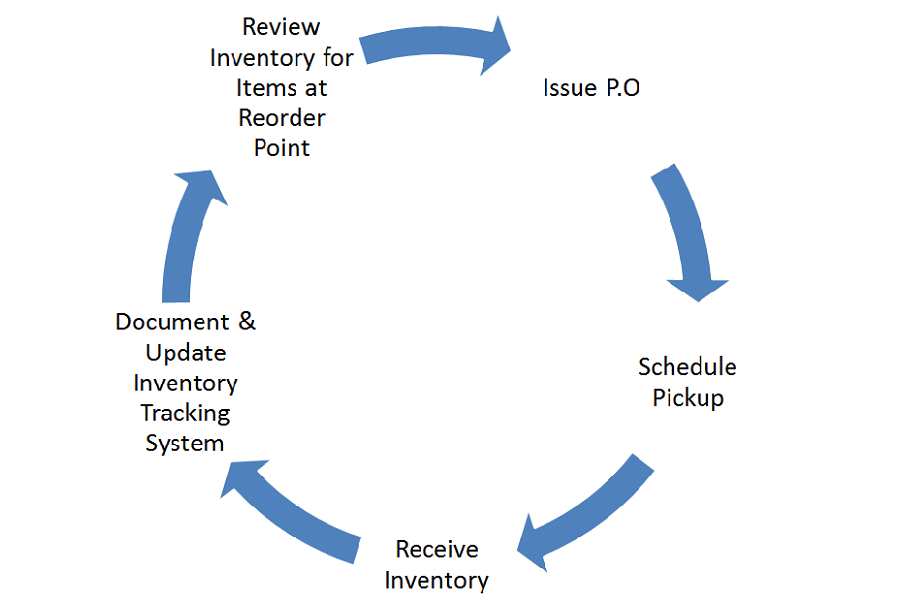 Review
Inventory for
Items at
Reorder
Point
Issue P.O
Schedule
Pickup
Receive
Inventory
Document &
Update
Inventory
Tracking
System